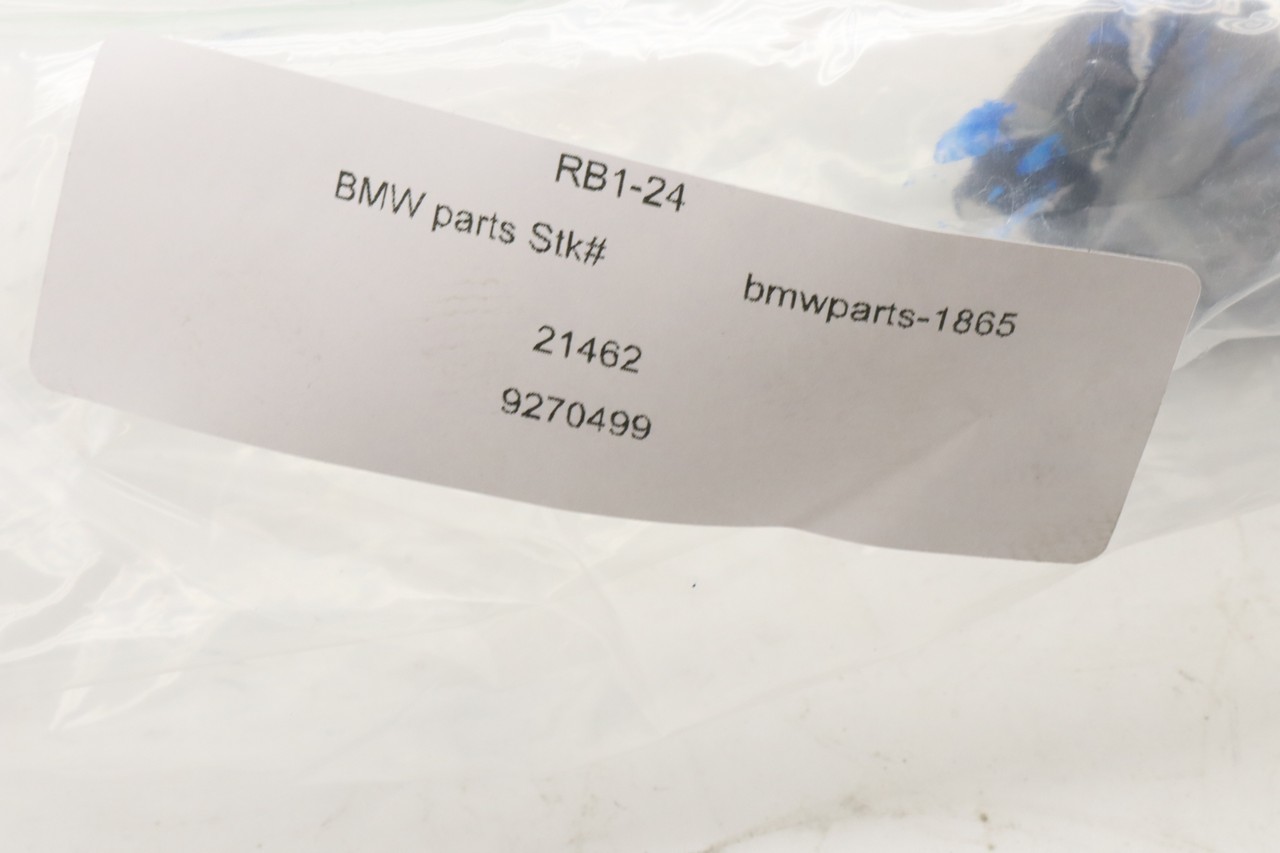 RB1-24
BMW parts Stk#
bmwparts-1865
21462
9270499